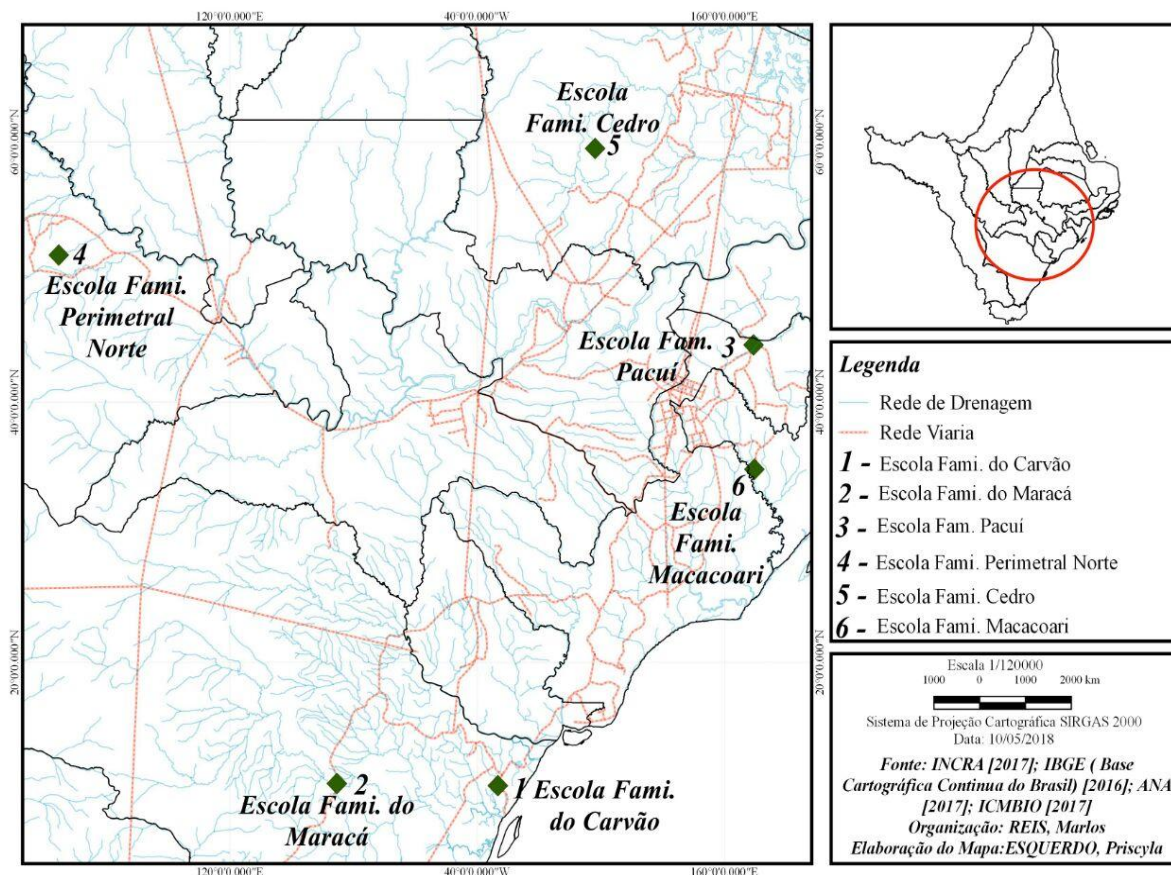 120°0'0.000"W
40°0'0.000"W
160°0'0.000"W
60°0'0.000"N
60°0'0.000"N
Escola
Fami. Cedro
5
4
Escola Fami.
Perimetral
Norte
Escola Fam.
Pacuí
3
40°0'0.000"N
40°0'0.000"N
6
Escola
Fami.
Macacoari
20°0'0.000"N
20°0'0.000"N
2
Escola Fami. do
Maracá
1 Escola Fami.
do Carvão
120°0'0.000"W
40°0'0.000"W
160°0'0.000"W
Legenda
Rede de Drenagem
Rede Viaria
1 - Escola Fami. do Carvão
2 - Escola Fami. do Maracá
3 - Escola Fam. Pacuí
4 - Escola Fami. Perimetral Norte
5 - Escola Fami. Cedro
6 - Escola Fami. Macacoari
Escala 1/120000
1000 0 1000 2000 km
Sistema de Projeção Cartográfica SIRGAS 2000
Data: 10/05/2018
Fonte: INCRA [2017]; IBGE ( Base
Cartográfica Continua do Brasil) [2016]; ANA
[2017]; ICMBIO [2017]
Organização: REIS, Marlos
Elaboração do Mapa:ESQUERDO, Priscyla